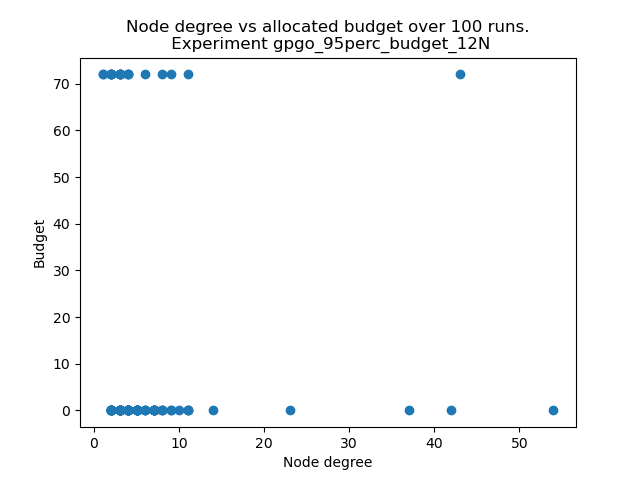 Node degree vs allocated budget over 100 runs.
Experiment gpgo_95perc_budget_12N
70
60
50
40
30
20
10
0
Budget
0 10 20 30 40 50
Node degree